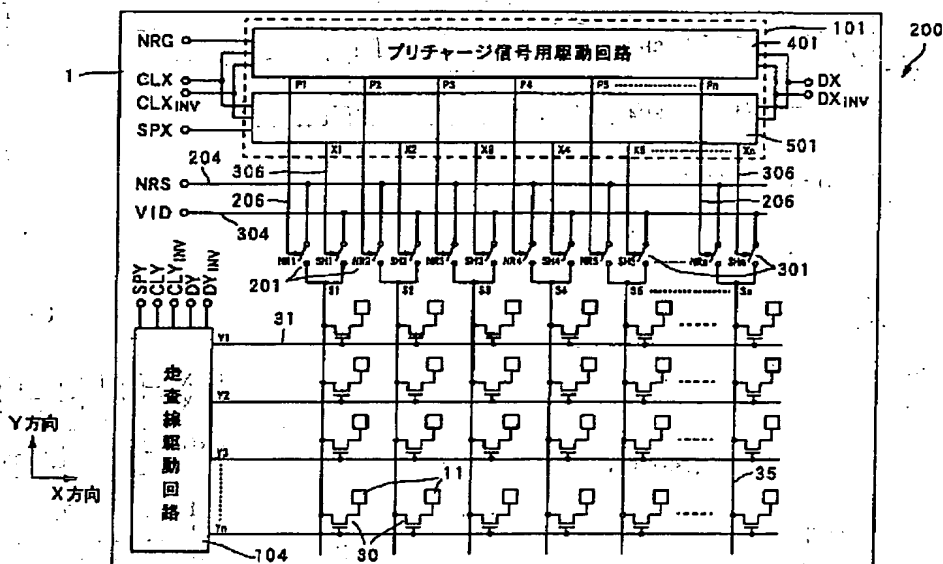 NRG
CLX
CLXINV
SPX
204
NRS
VID
206
304
306
プリチャージ信号用駆動回路
401
101
200
1
DX
DXINV
P1 P2 P3 P4 P5 Pn
501
X1 X2 X3 X4 X5 Xn
306
206
NR1 SH1 NR2 SH2 NR3 SH3 NR4 SH4 NR5 SH5 NRn SHn
201
301
S1 S2 S3 S4 S5 Sn
SPY
CLY
CLYINV
DY
DYINV
Y1
31
Y2
Y3
Yn
走査線駆動回路
Y方向
X方向
11
35
104
30